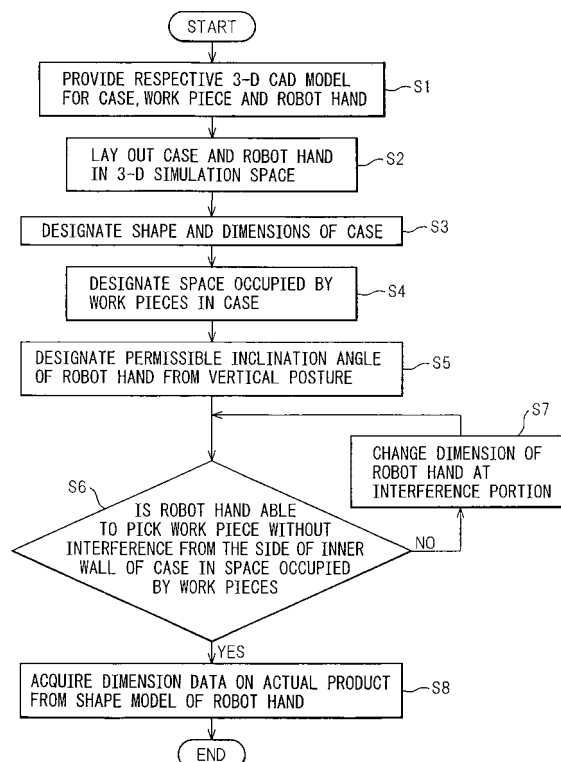 START
PROVIDE RESPECTIVE 3-D CAD MODEL
FOR CASE, WORK PIECE AND ROBOT HAND
S1
LAY OUT CASE AND ROBOT HAND
IN 3-D SIMULATION SPACE
S2
DESIGNATE SHAPE AND DIMENSIONS OF CASE
S3
DESIGNATE SPACE OCCUPIED BY
WORK PIECES IN CASE
S4
DESIGNATE PERMISSIBLE INCLINATION ANGLE
OF ROBOT HAND FROM VERTICAL POSTURE
S5
S7
CHANGE DIMENSION OF
ROBOT HAND AT
INTERFERENCE PORTION
S6
IS ROBOT HAND ABLE
TO PICK WORK PIECE WITHOUT
INTERFERENCE FROM THE SIDE OF INNER
WALL OF CASE IN SPACE OCCUPIED
BY WORK PIECES
NO
YES
ACQUIRE DIMENSION DATA ON ACTUAL PRODUCT
FROM SHAPE MODEL OF ROBOT HAND
S8
END